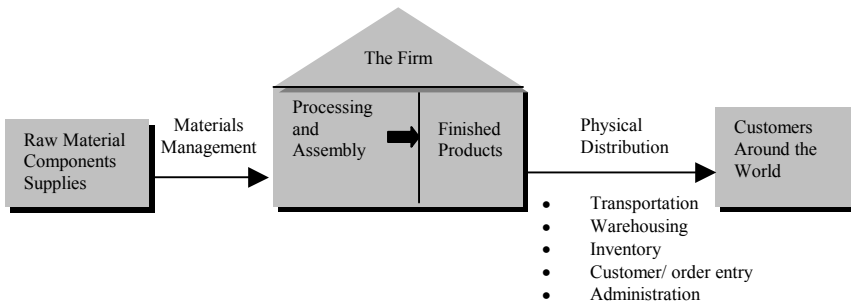 The Firm
Raw Material
Components
Supplies
Materials
Management
Processing
and
Assembly
Finished
Products
Physical
Distribution
Customers
Around the
World
• Transportation
• Warehousing
• Inventory
• Customer/ order entry
• Administration